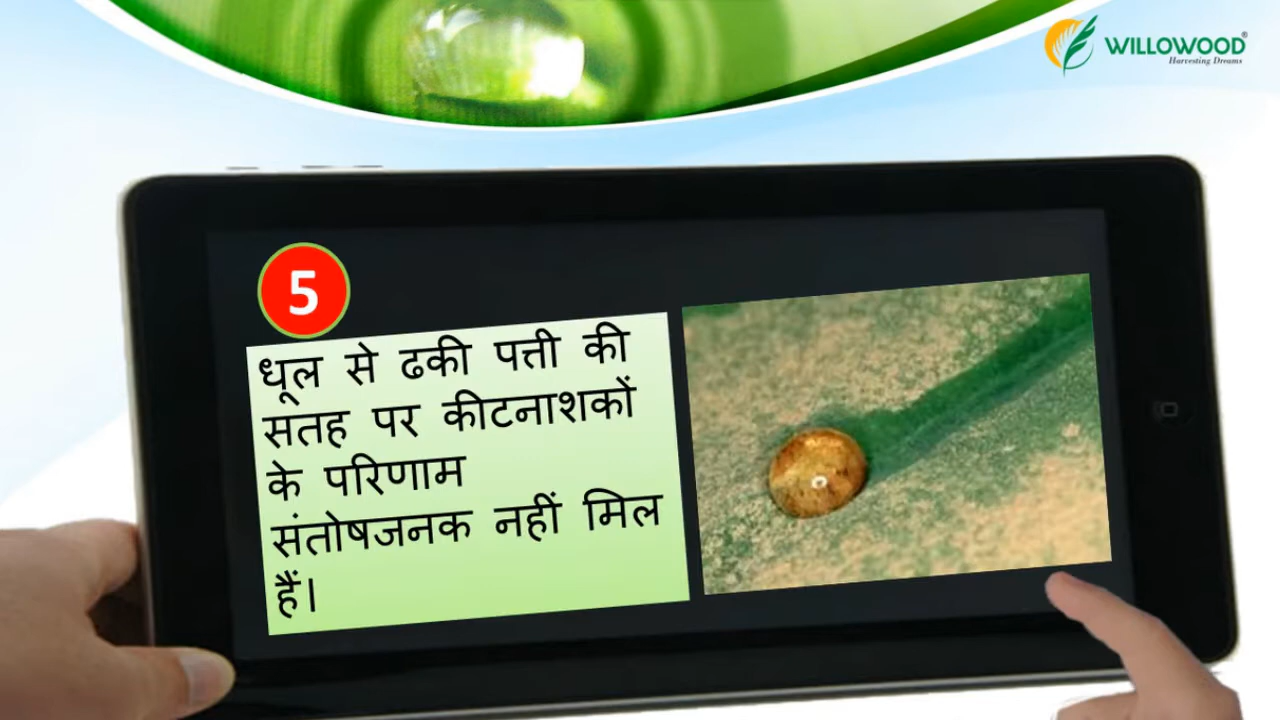 WILLOWOOD®
Harvesting Dreams
5
धूल से ढकी पत्ती की
सतह पर कीटनाशकों
के परिणाम
संतोषजनक नहीं मिल
हैं।